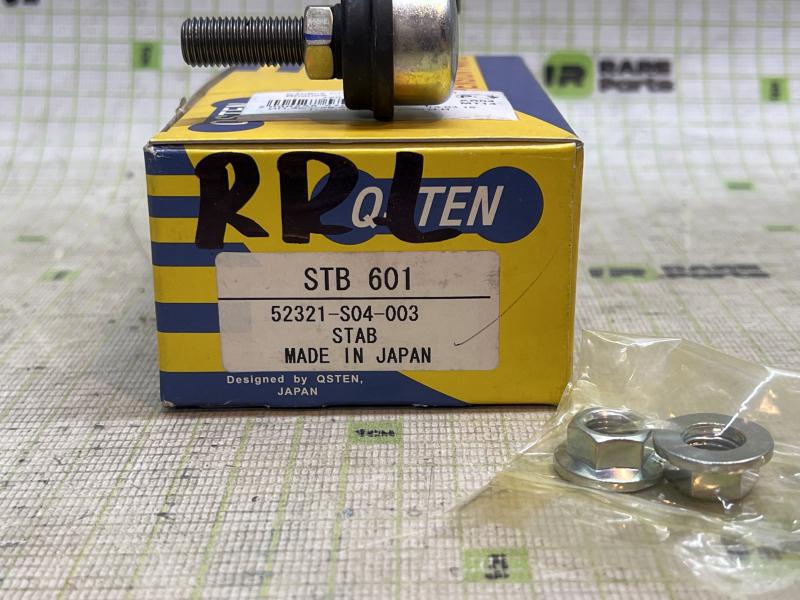 RARE
Parts
RRL
QSTEN
STB 601
52321-S04-003
STAB
MADE IN JAPAN
Designed by QSTEN,
JAPAN